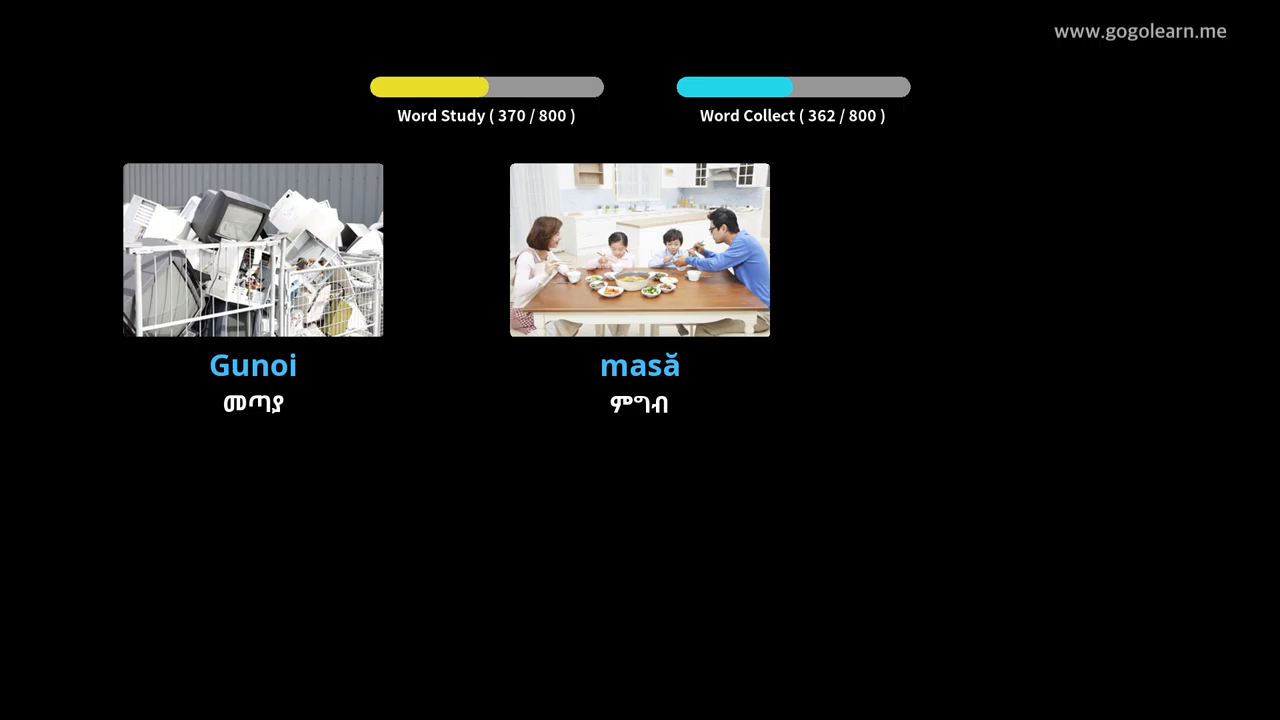 www.gogolearn.me
Word Study ( 370 / 800 )
Word Collect ( 362 / 800 )
Gunoi
መጣያ
masă
ምግብ